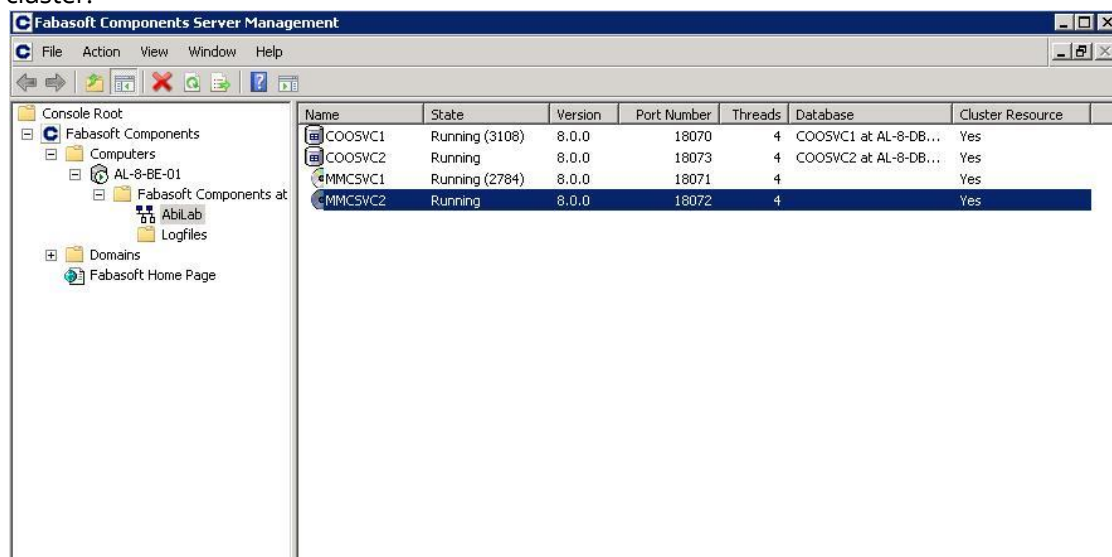 cluster.
Fabasoft Components Server Management
File Action View Window Help
Console Root
Fabasoft Components
Computers
AL-8-BE-01
Fabasoft Components at
AbiLab
Logfiles
Domains
Fabasoft Home Page
Name State Version Port Number Threads Database Cluster Resource
COOSVC1 Running (3108) 8.0.0 18070 4 COOSVC1 at AL-8-DB... Yes
COOSVC2 Running 8.0.0 18073 4 COOSVC2 at AL-8-DB... Yes
MMCSVC1 Running (2784) 8.0.0 18071 4 Yes
MMCSVC2 Running 8.0.0 18072 4 Yes